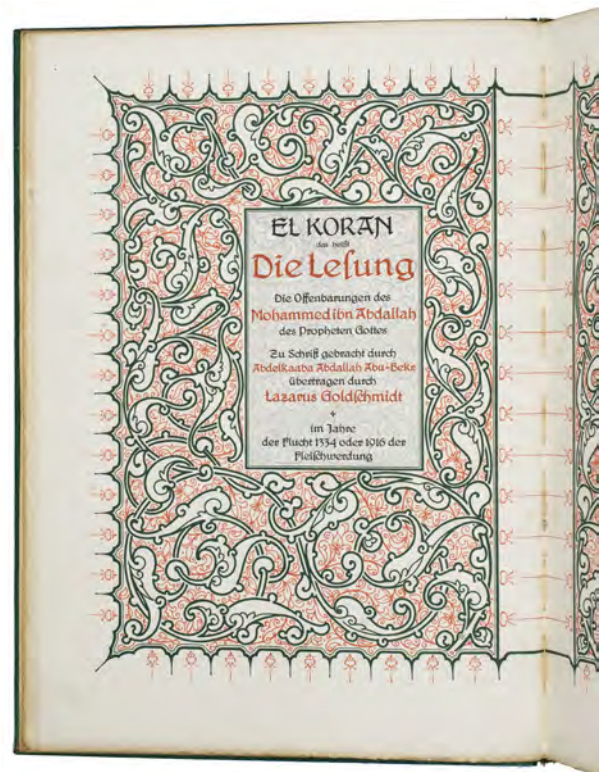 EL KORAN
das heißt
Die Leſung
Die Offenbarungen des
Mohammed ibn Abdallah
des Propheten Gottes
Zu Schrift gebracht durch
Abdelkaaba Abdallah Abu-Bekr
übertragen durch
Lazarus Goldſchmidt
im Jahre
der Flucht 1334 oder 1916 der
Fleiſchwerdung